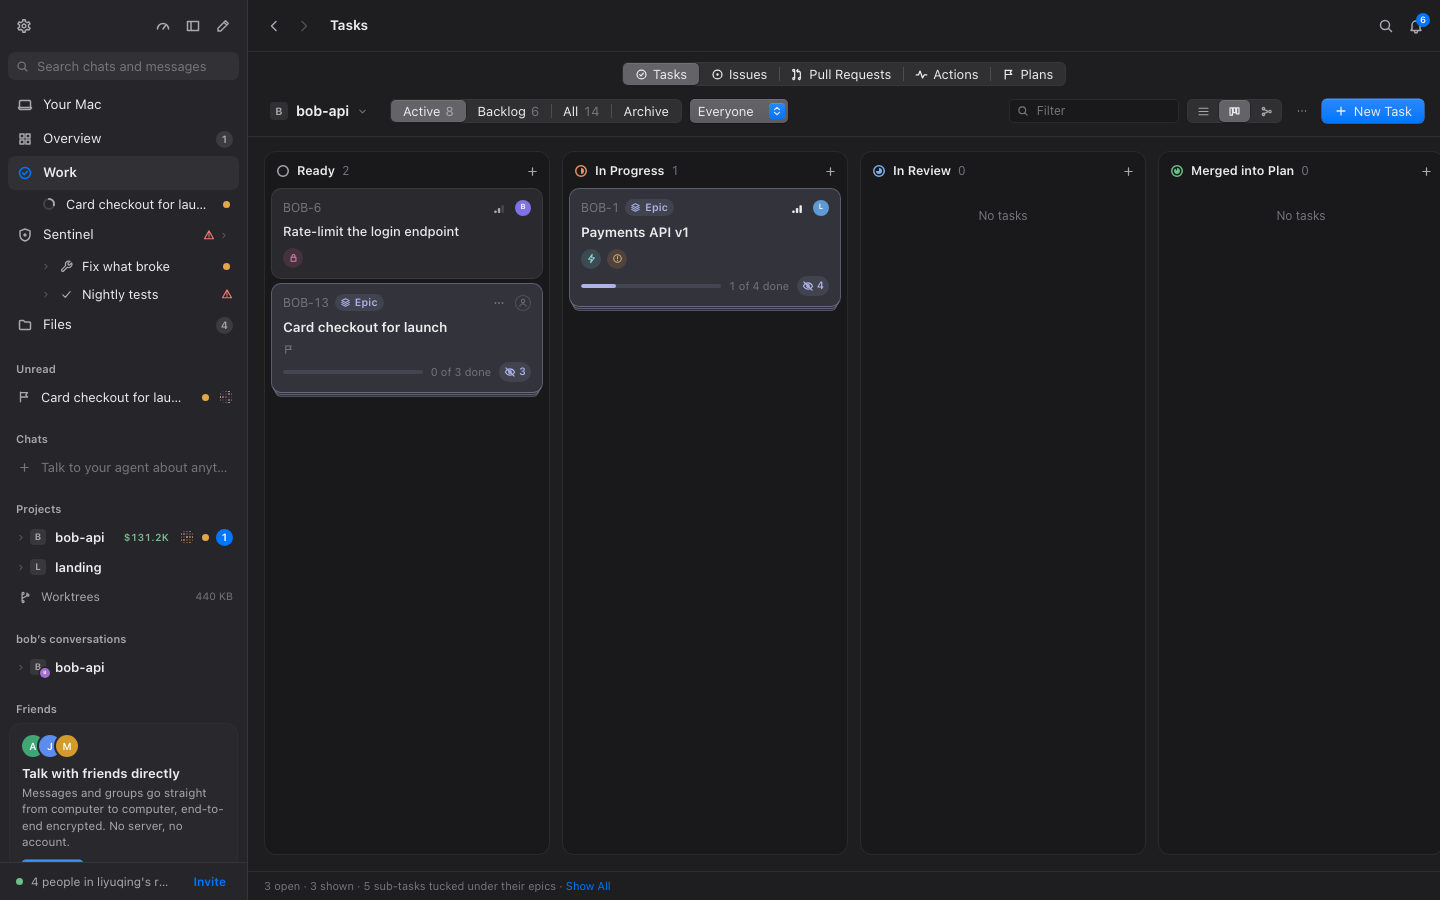 Search chats and messages
Your Mac
Overview 1
Work
Card checkout for lau...
Sentinel
Fix what broke
Nightly tests
Files 4
Unread
Card checkout for lau...
Chats
Talk to your agent about anyt...
Projects
B bob-api $131.2K 1
L landing
Worktrees 440 KB
bob's conversations
B bob-api
Friends
A J M
Talk with friends directly
Messages and groups go straight
from computer to computer, end-to-
end encrypted. No server, no
account.
4 people in liyuqing's r... Invite
Tasks
6
Tasks Issues Pull Requests Actions Plans
B bob-api Active 8 Backlog 6 All 14 Archive Everyone Filter ... + New Task
Ready 2 +
BOB-6 B
Rate-limit the login endpoint
BOB-13 Epic ...
Card checkout for launch
0 of 3 done 3
In Progress 1 +
BOB-1 Epic L
Payments API v1
1 of 4 done 4
In Review 0 +
No tasks
Merged into Plan 0 +
No tasks
3 open · 3 shown · 5 sub-tasks tucked under their epics · Show All